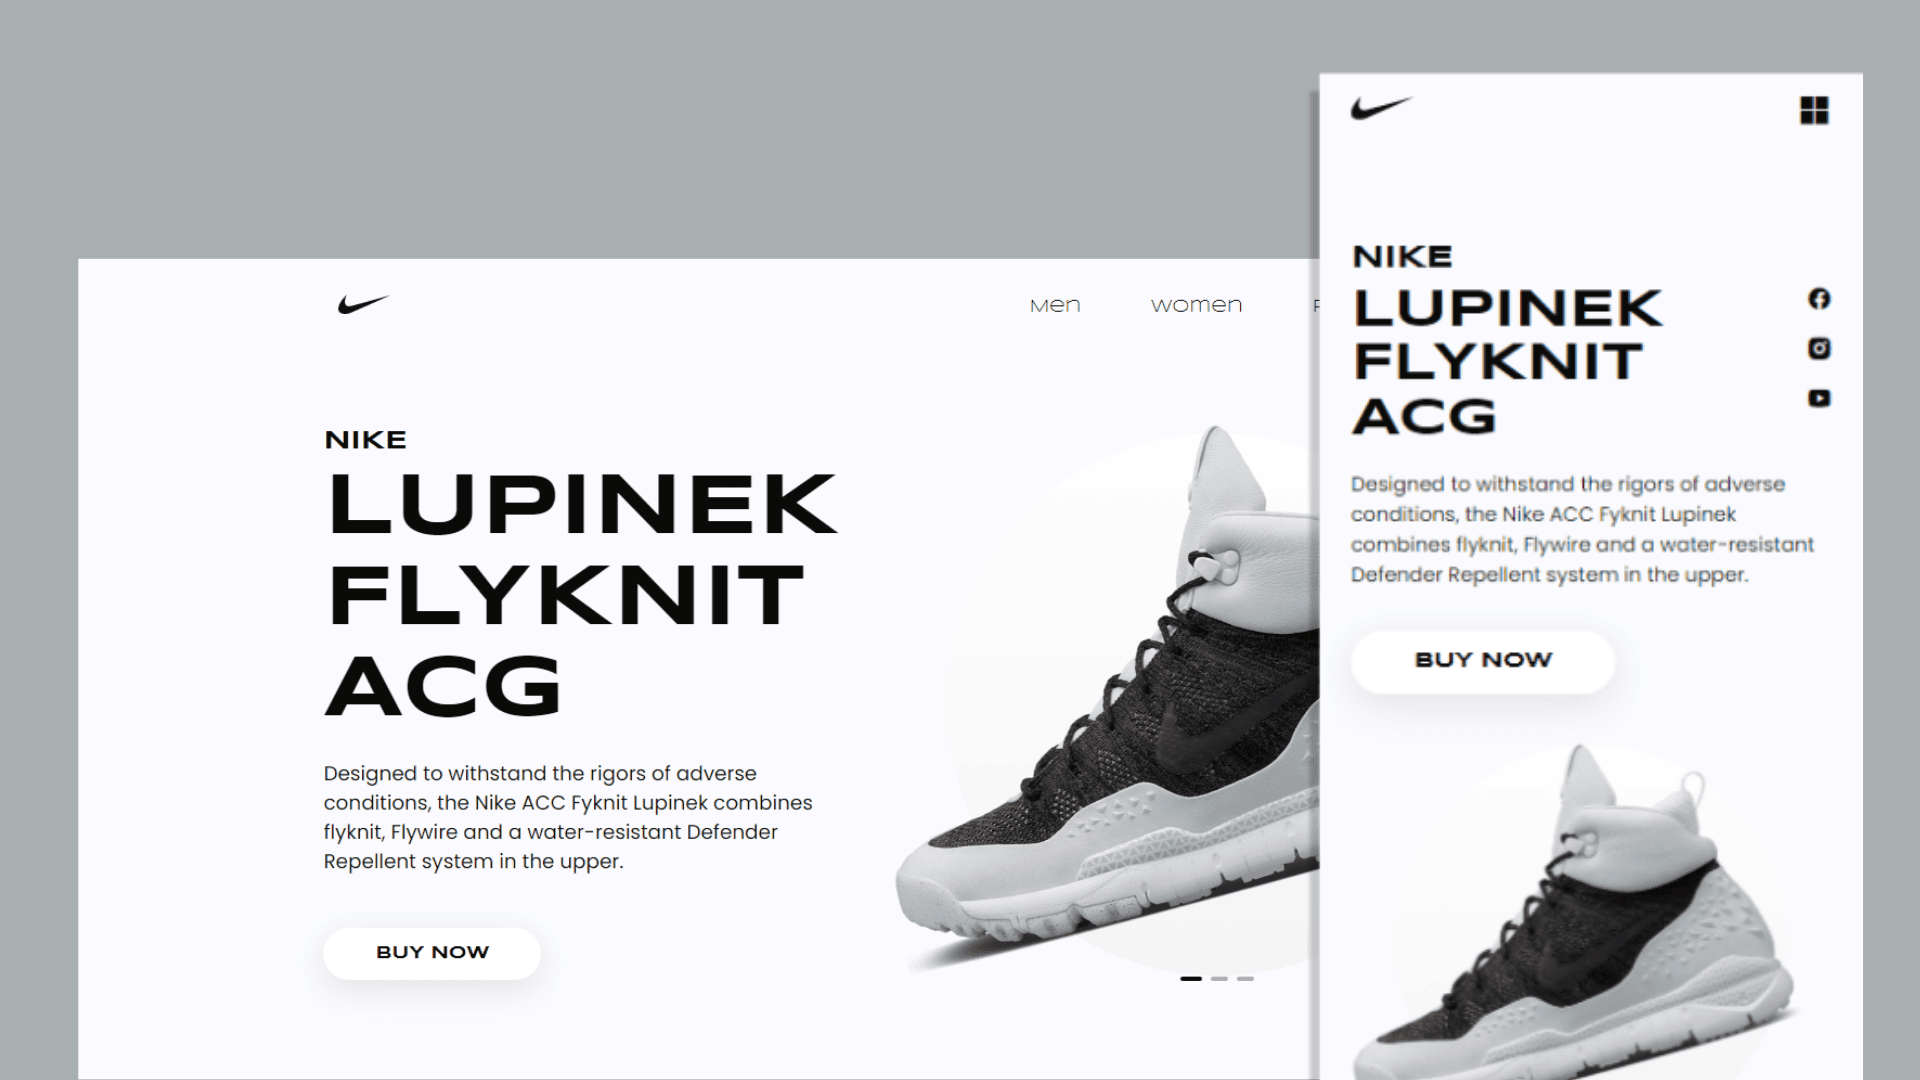 Men
Women
NIKE
LUPINEK
FLYKNIT
ACG
Designed to withstand the rigors of adverse
conditions, the Nike ACC Fyknit Lupinek combines
flyknit, Flywire and a water-resistant Defender
Repellent system in the upper.
BUY NOW
NIKE
LUPINEK
FLYKNIT
ACG
Designed to withstand the rigors of adverse
conditions, the Nike ACC Fyknit Lupinek
combines flyknit, Flywire and a water-resistant
Defender Repellent system in the upper.
BUY NOW